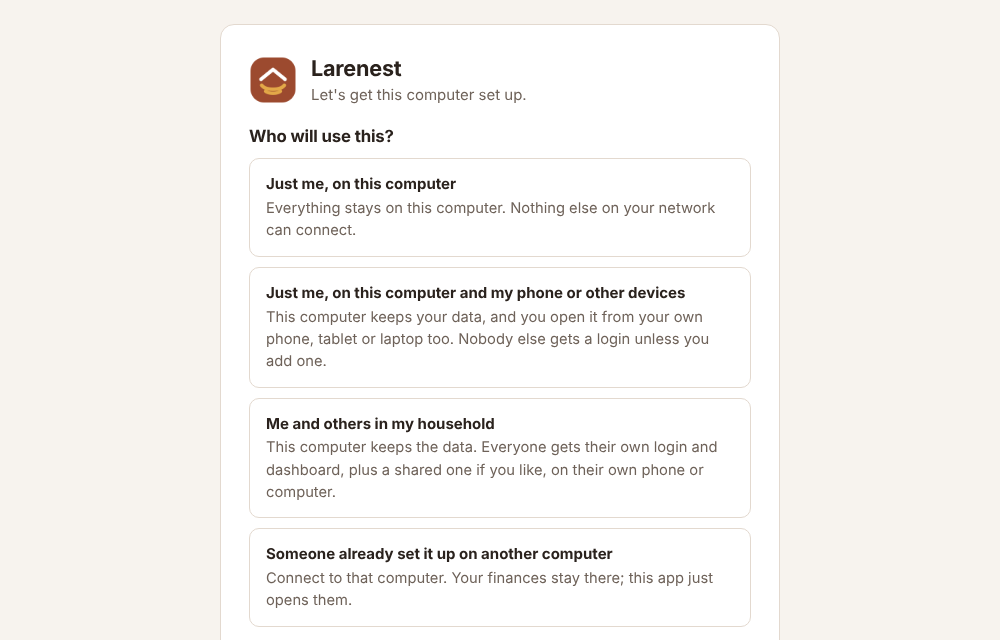 Larenest
Let's get this computer set up.
Who will use this?
Just me, on this computer
Everything stays on this computer. Nothing else on your network
can connect.
Just me, on this computer and my phone or other devices
This computer keeps your data, and you open it from your own
phone, tablet or laptop too. Nobody else gets a login unless you
add one.
Me and others in my household
This computer keeps the data. Everyone gets their own login and
dashboard, plus a shared one if you like, on their own phone or
computer.
Someone already set it up on another computer
Connect to that computer. Your finances stay there; this app just
opens them.